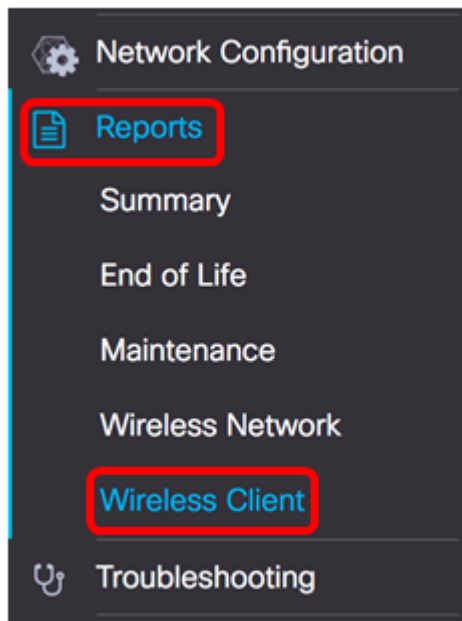 Network Configuration
Reports
Summary
End of Life
Maintenance
Wireless Network
Wireless Client
Troubleshooting